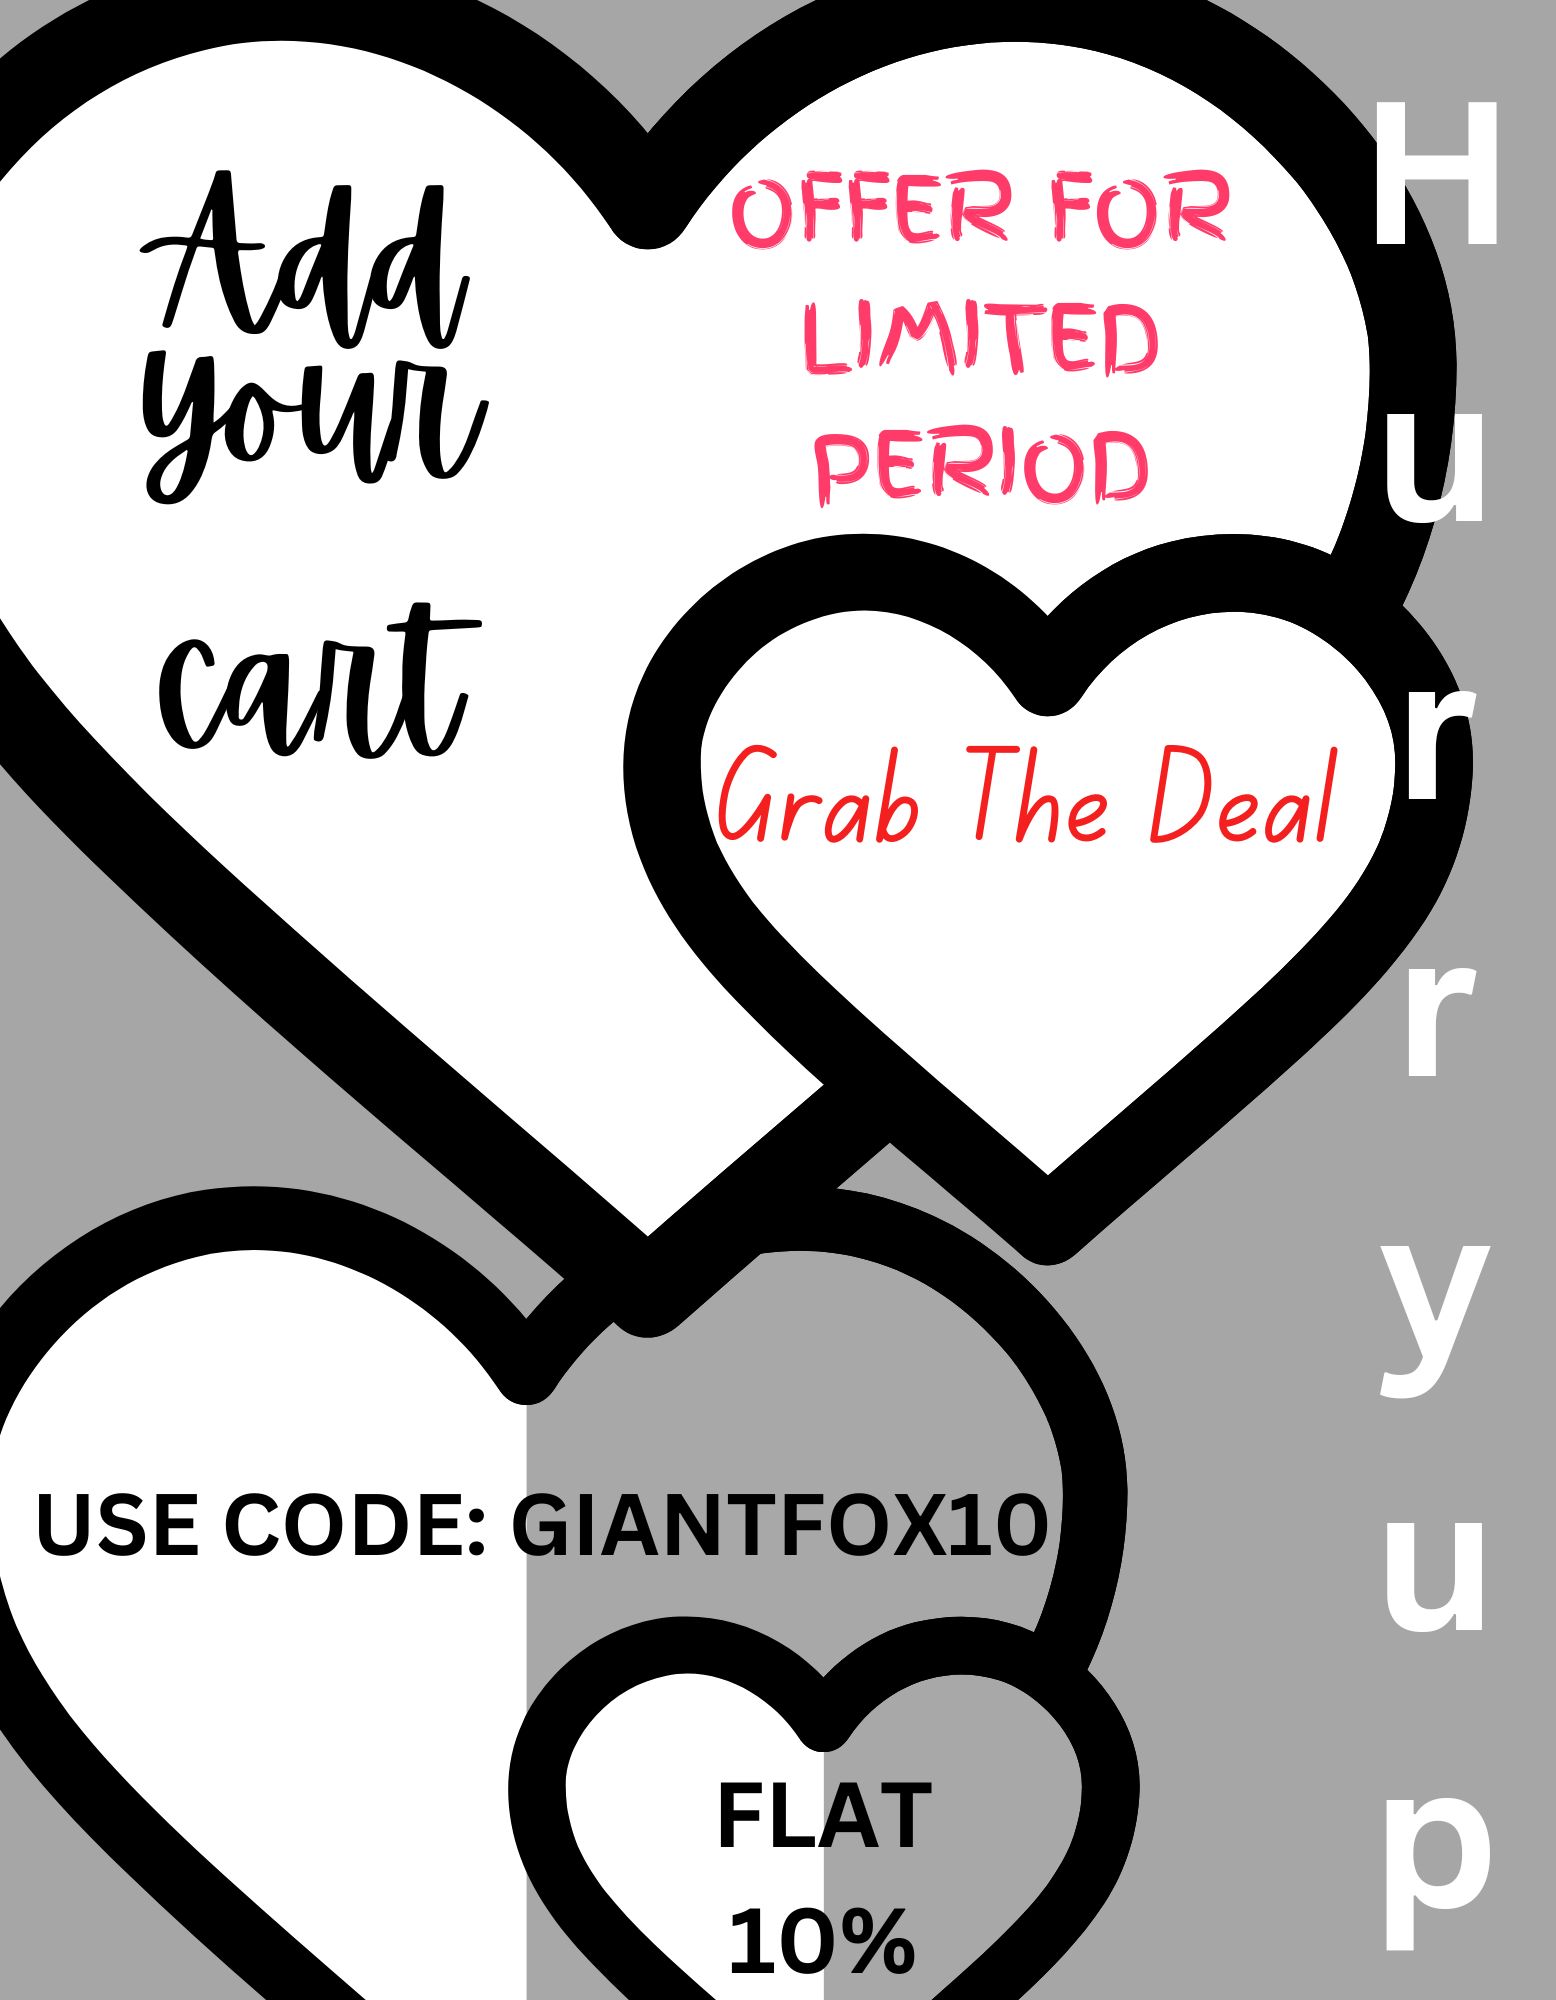 Add
your
cart
OFFER FOR
LIMITED
PERIOD
Grab The Deal
USE CODE: GIANTFOX10
FLAT
10%
H
u
r
r
y
u
p